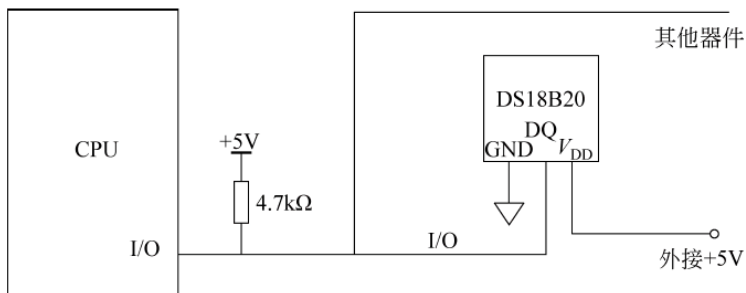 其他器件
DS18B20
DQ
GND
V_DD
CPU
+5V
4.7kΩ
I/O
I/O
外接+5V